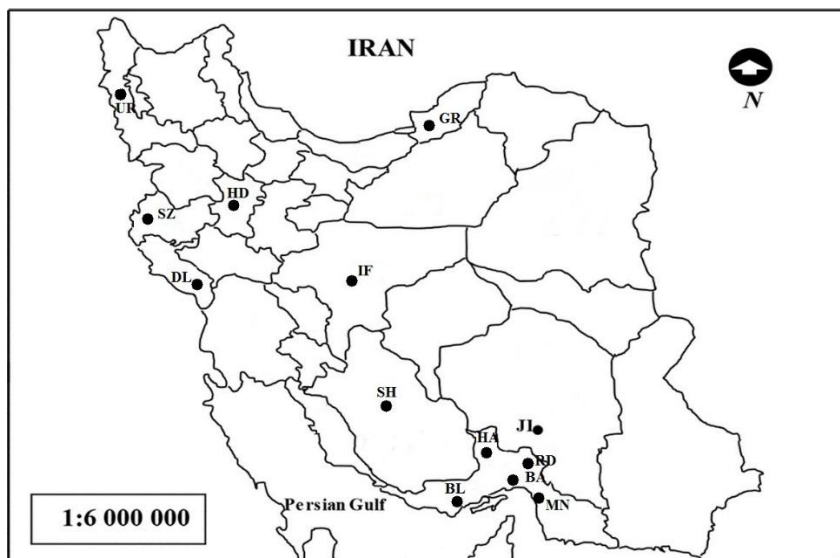 IRAN
N
UR
GR
HD
SZ
IF
DL
SH
JI
HA
RD
BA
BL
MN
Persian Gulf
1:6 000 000